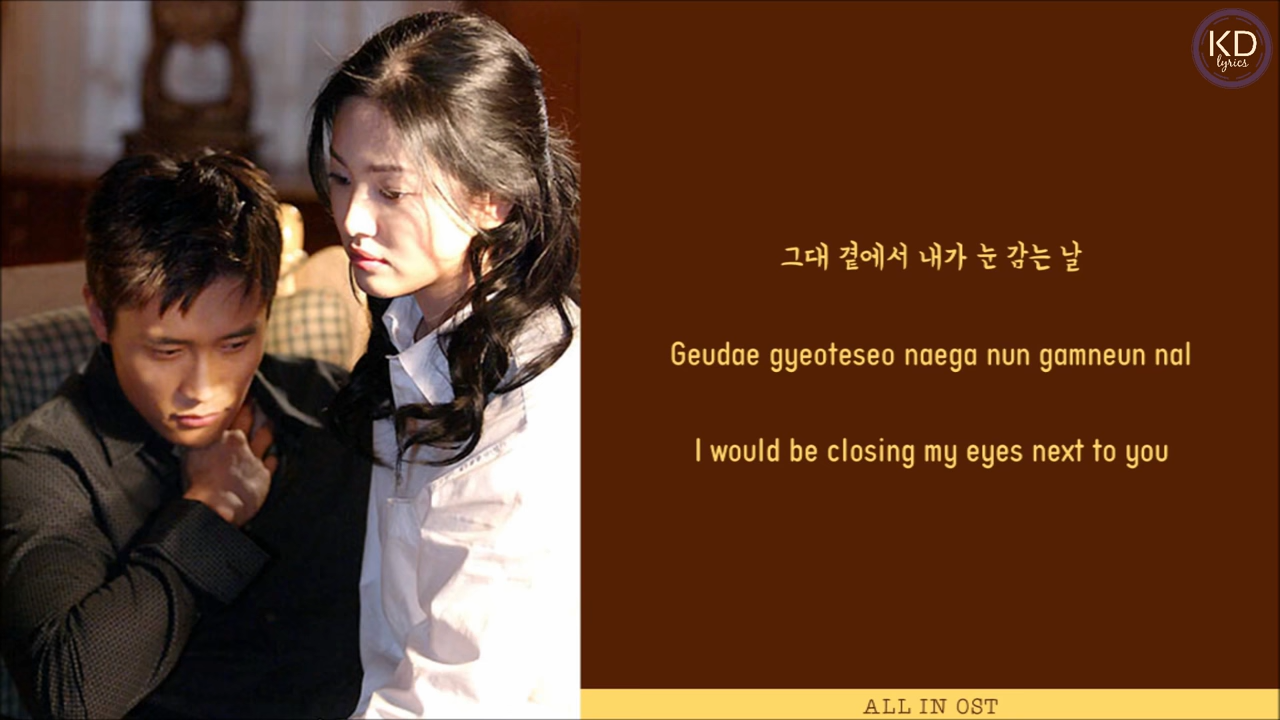 KD
lyrics
그대 곁에서 내가 눈 감는 날
Geudae gyeoteseo naega nun gamneun nal
I would be closing my eyes next to you
ALL IN OST